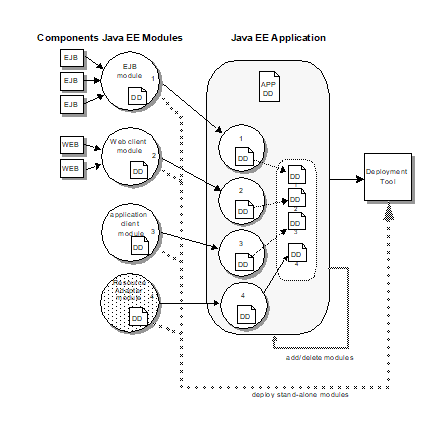 Components Java EE Modules
Java EE Application
EJB
EJB
EJB
EJB
module
1
DD
WEB
WEB
Web client
module
2
DD
application
client
module
3
DD
Resource
Adapter
module
4
DD
APP
DD
1
DD
2
DD
3
DD
4
DD
DD
1
DD
2
DD
3
DD
4
Deployment
Tool
add/delete modules
deploy stand-alone modules